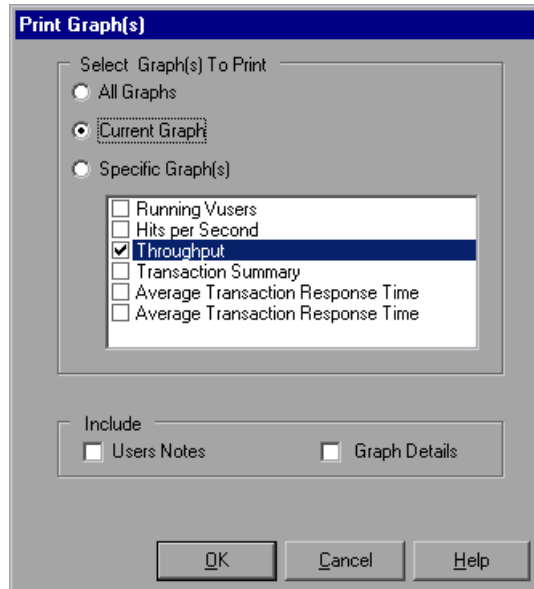 Print Graph(s)
Select Graph(s) To Print
All Graphs
Current Graph
Specific Graph(s)
Running Vusers
Hits per Second
Throughput
Transaction Summary
Average Transaction Response Time
Average Transaction Response Time
Include
Users Notes
Graph Details
OK
Cancel
Help